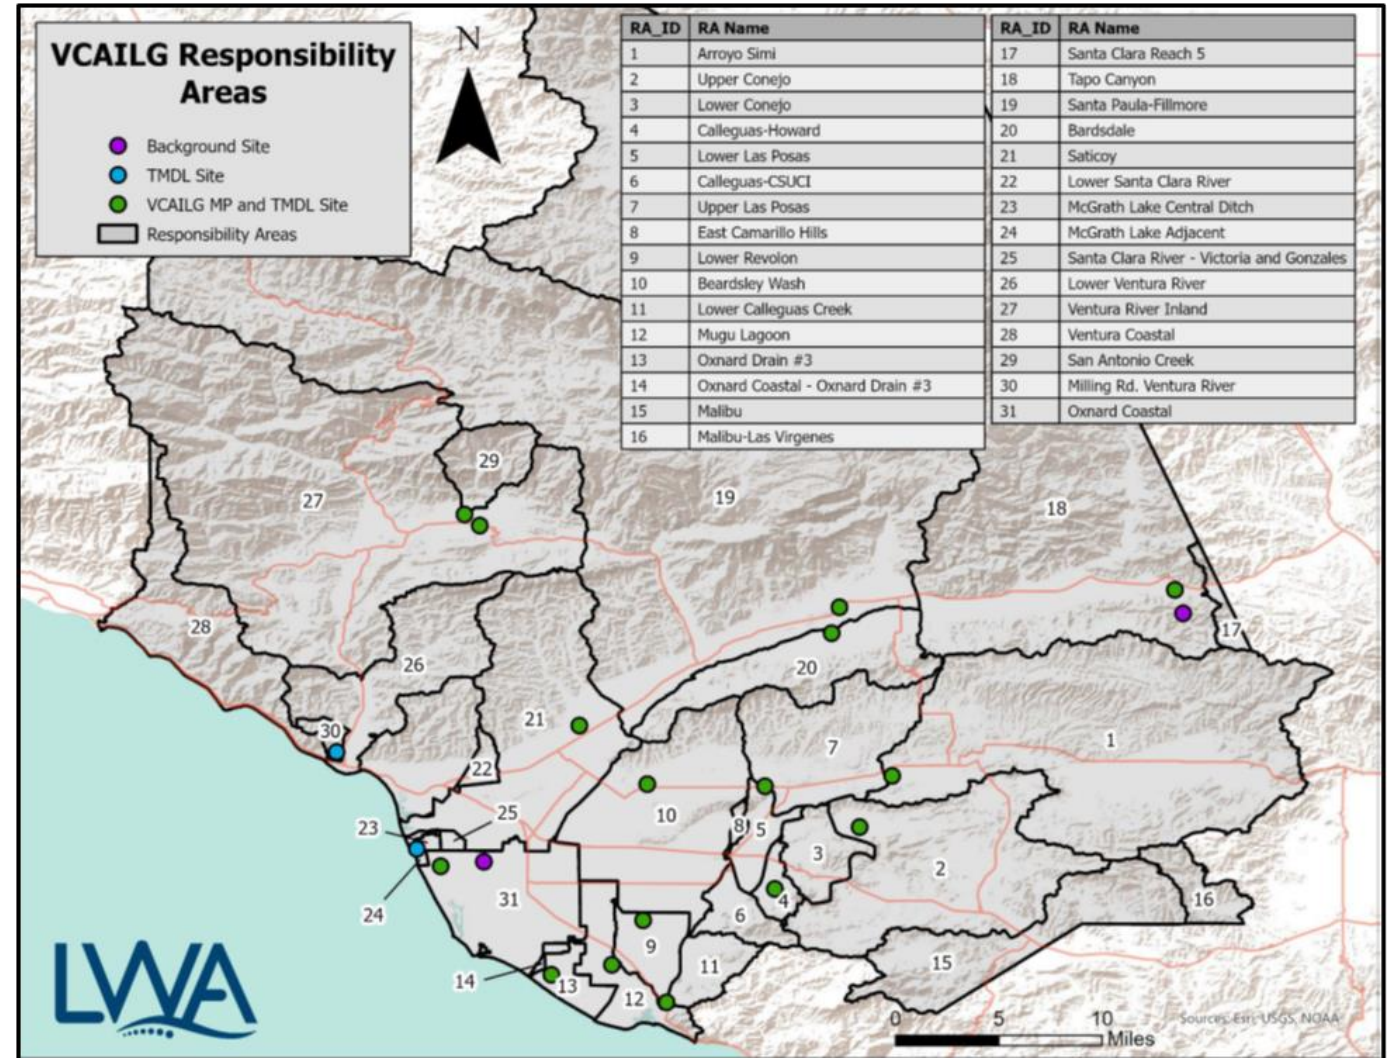 VCAILG Responsibility
Areas
Background Site
TMDL Site
VCAILG MP and TMDL Site
Responsibility Areas
N
RA_ID RA Name
1 Arroyo Simi
2 Upper Conejo
3 Lower Conejo
4 Calleguas-Howard
5 Lower Las Posas
6 Calleguas-CSUCI
7 Upper Las Posas
8 East Camarillo Hills
9 Lower Revolon
10 Beardsley Wash
11 Lower Calleguas Creek
12 Mugu Lagoon
13 Oxnard Drain #3
14 Oxnard Coastal - Oxnard Drain #3
15 Malibu
16 Malibu-Las Virgenes
RA_ID RA Name
17 Santa Clara Reach 5
18 Tapo Canyon
19 Santa Paula-Fillmore
20 Bardsdale
21 Saticoy
22 Lower Santa Clara River
23 McGrath Lake Central Ditch
24 McGrath Lake Adjacent
25 Santa Clara River - Victoria and Gonzales
26 Lower Ventura River
27 Ventura River Inland
28 Ventura Coastal
29 San Antonio Creek
30 Milling Rd. Ventura River
31 Oxnard Coastal
29
27
19
18
28
17
26
20
21
30
7
1
22
25
10
23
8
5
3
2
24
31
4
16
6
9
11
15
14
13
12
LWA
0 5 10
Miles
Sources: Esri, USGS, NOAA